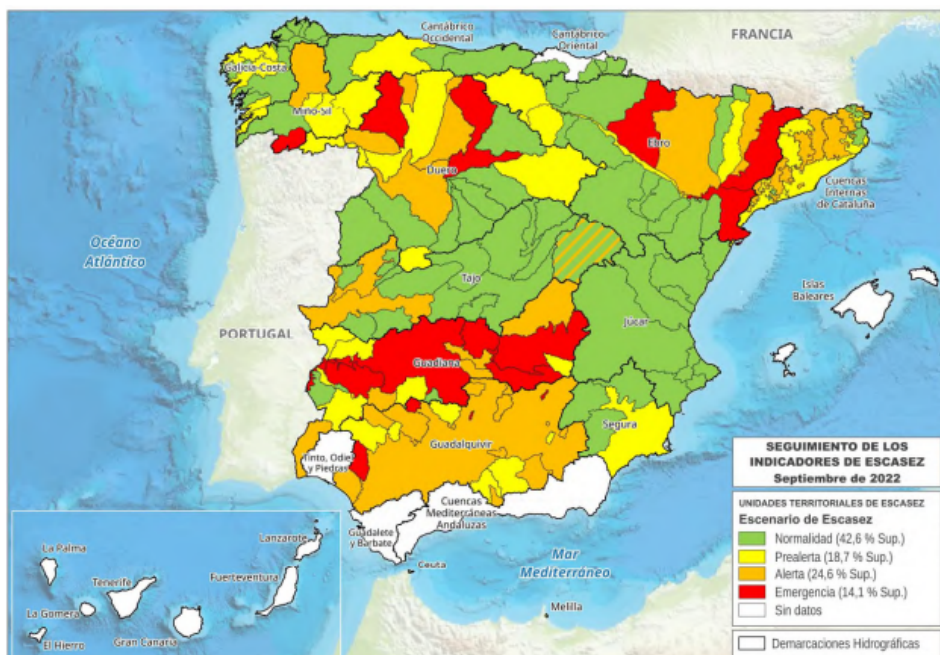 Cantábrico
Occidental
Cantábrico
Oriental
FRANCIA
Galicia-Costa
Miño-Sil
Ebro
Duero
Cuencas
Internas
de Cataluña
Océano
Atlántico
Tajo
Islas
Baleares
PORTUGAL
Júcar
Guadiana
Segura
Guadalquivir
Tinto, Odiel
y Piedras
Cuencas
Mediterráneas
Andaluzas
Guadalete
y Barbate
Ceuta
Mar
Mediterráneo
Melilla
Lanzarote
La Palma
Fuerteventura
Tenerife
La Gomera
El Hierro
Gran Canaria
SEGUIMIENTO DE LOS
INDICADORES DE ESCASEZ
Septiembre de 2022
UNIDADES TERRITORIALES DE ESCASEZ
Escenario de Escasez
Normalidad (42,6 % Sup.)
Prealerta (18,7 % Sup.)
Alerta (24,6 % Sup.)
Emergencia (14,1 % Sup.)
Sin datos
Demarcaciones Hidrográficas